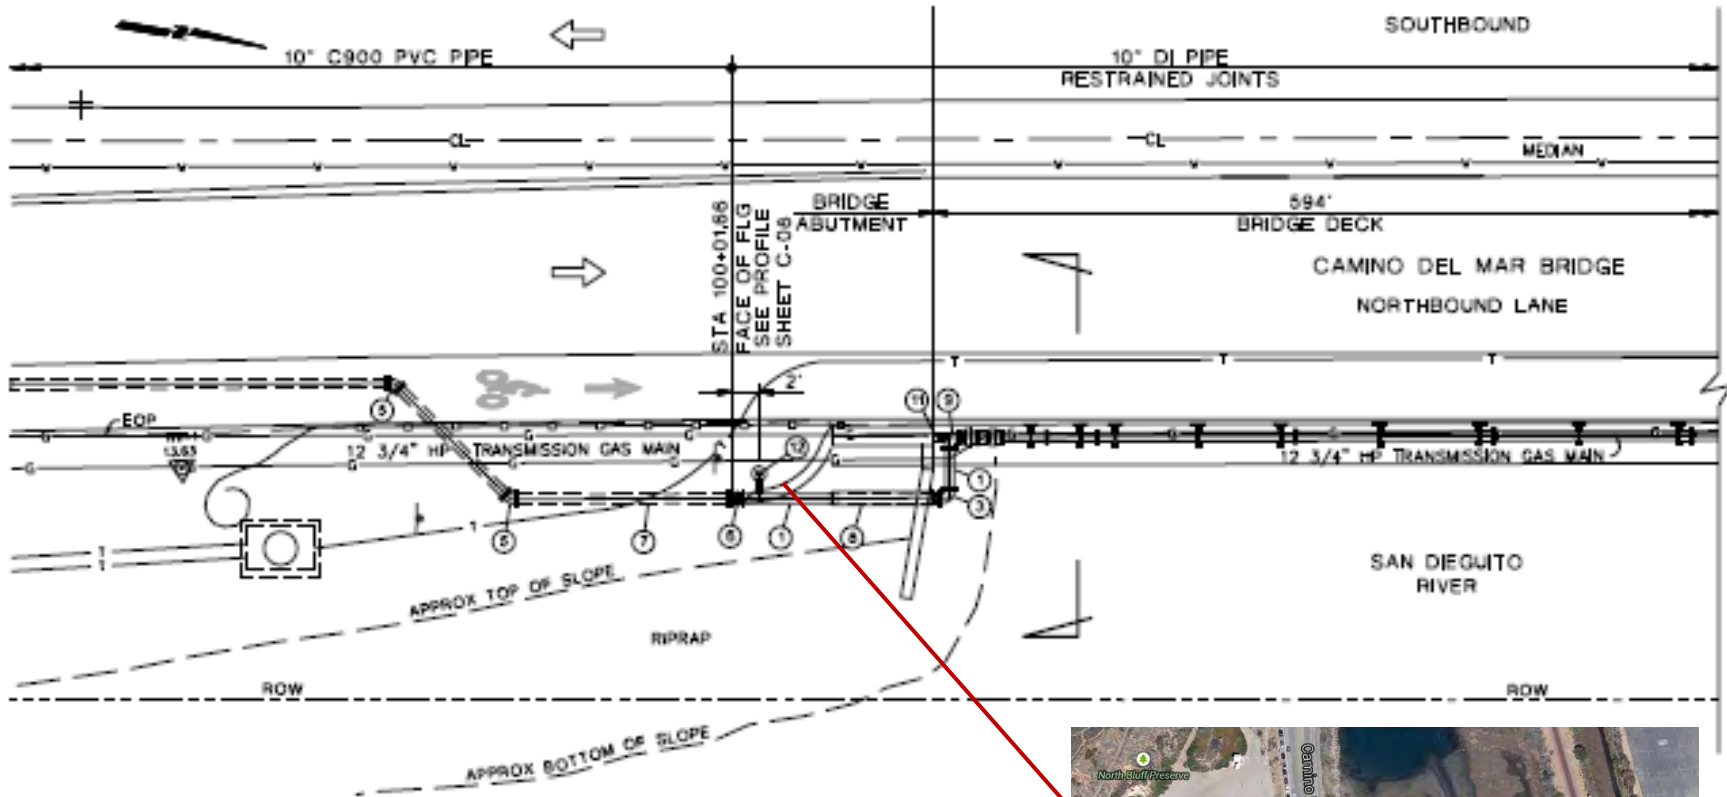 SOUTHBOUND
10" C900 PVC PIPE
10" DI PIPE
RESTRAINED JOINTS
CL
CL
MEDIAN
BRIDGE
ABUTMENT
594'
BRIDGE DECK
STA 100+01.66
FACE OF FLG
SEE PROFILE
SHEET C-08
CAMINO DEL MAR BRIDGE
NORTHBOUND LANE
T
T
T
2'
5
11
9
EOP
G
G
G
G
G
G
12 3/4" HP TRANSMISSION GAS MAIN
12
12 3/4" HP TRANSMISSION GAS MAIN
13.63
G
G
G
G
G
1
3
5
7
6
1
8
T
T
T
APPROX TOP OF SLOPE
SAN DIEGUITO
RIVER
RIPRAP
ROW
ROW
APPROX BOTTOM OF SLOPE
North Bluff Preserve
Camino